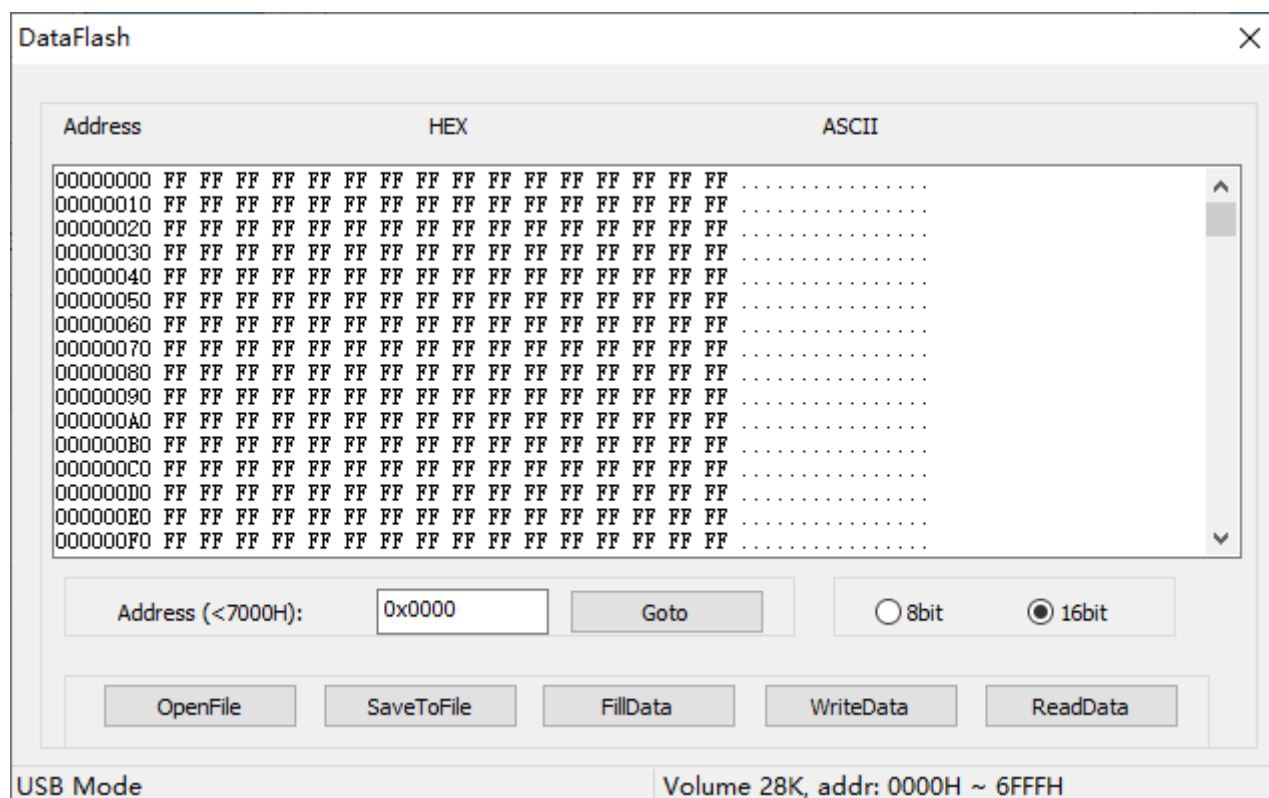 DataFlash
Address HEX ASCII
00000000 FF FF FF FF FF FF FF FF FF FF FF FF FF FF FF FF ................
00000010 FF FF FF FF FF FF FF FF FF FF FF FF FF FF FF FF ................
00000020 FF FF FF FF FF FF FF FF FF FF FF FF FF FF FF FF ................
00000030 FF FF FF FF FF FF FF FF FF FF FF FF FF FF FF FF ................
00000040 FF FF FF FF FF FF FF FF FF FF FF FF FF FF FF FF ................
00000050 FF FF FF FF FF FF FF FF FF FF FF FF FF FF FF FF ................
00000060 FF FF FF FF FF FF FF FF FF FF FF FF FF FF FF FF ................
00000070 FF FF FF FF FF FF FF FF FF FF FF FF FF FF FF FF ................
00000080 FF FF FF FF FF FF FF FF FF FF FF FF FF FF FF FF ................
00000090 FF FF FF FF FF FF FF FF FF FF FF FF FF FF FF FF ................
000000A0 FF FF FF FF FF FF FF FF FF FF FF FF FF FF FF FF ................
000000B0 FF FF FF FF FF FF FF FF FF FF FF FF FF FF FF FF ................
000000C0 FF FF FF FF FF FF FF FF FF FF FF FF FF FF FF FF ................
000000D0 FF FF FF FF FF FF FF FF FF FF FF FF FF FF FF FF ................
000000E0 FF FF FF FF FF FF FF FF FF FF FF FF FF FF FF FF ................
000000F0 FF FF FF FF FF FF FF FF FF FF FF FF FF FF FF FF ................
Address (<7000H): 0x0000 Goto 8bit 16bit
OpenFile SaveToFile FillData WriteData ReadData
USB Mode Volume 28K, addr: 0000H ~ 6FFFH